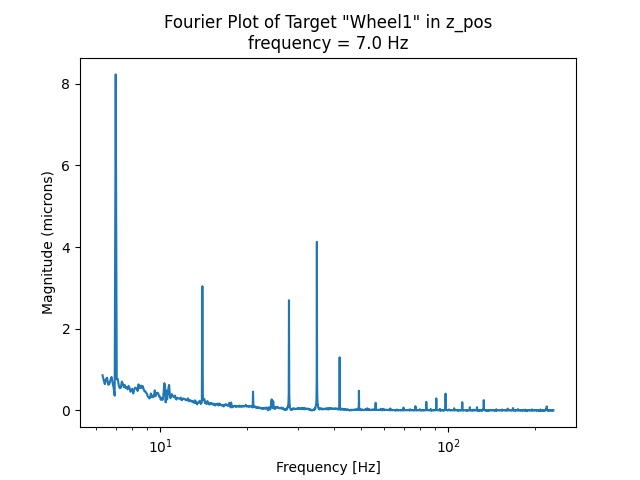 Fourier Plot of Target "Wheel1" in z_pos
frequency = 7.0 Hz
8
6
4
2
0
Magnitude (microns)
10¹
10²
Frequency [Hz]